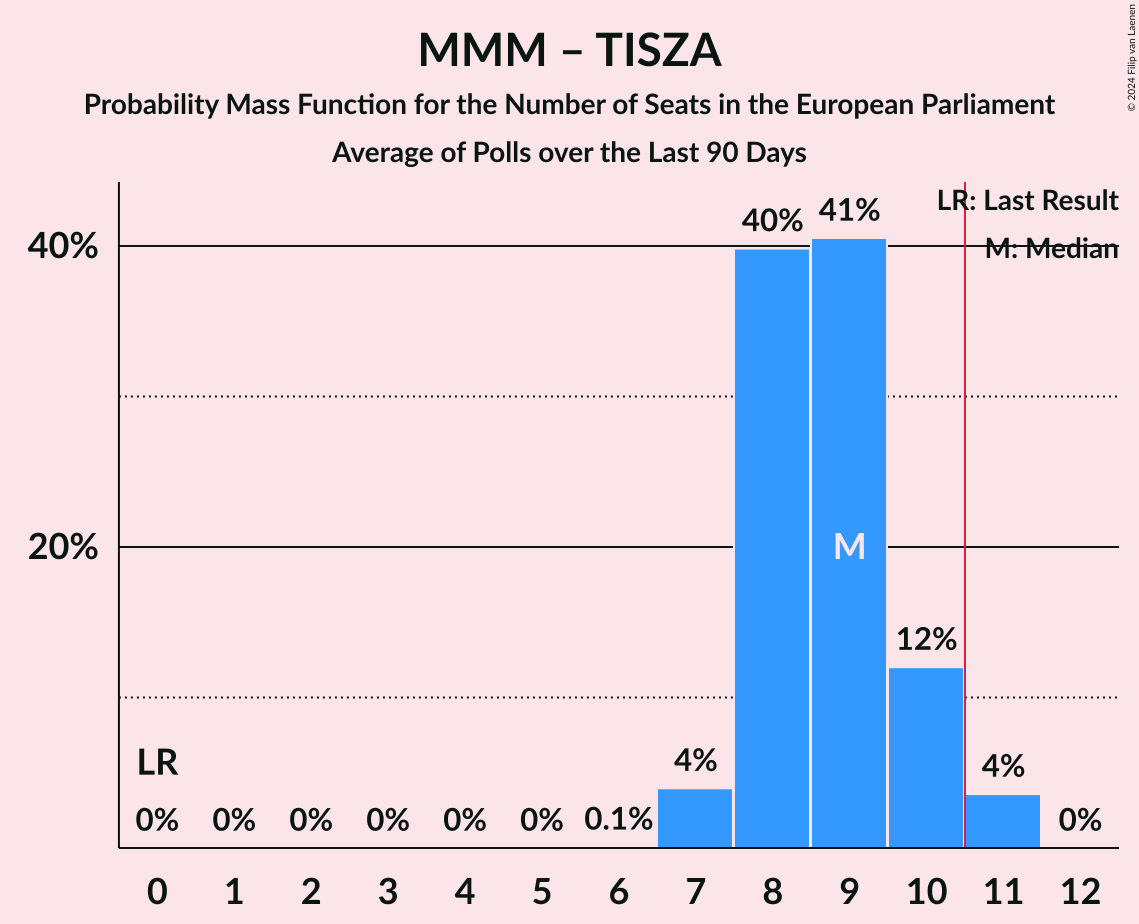 MMM – TISZA
Probability Mass Function for the Number of Seats in the European Parliament
Average of Polls over the Last 90 Days
© 2024 Filip van Laenen
LR: Last Result
M: Median
40%
20%
40%
41%
M
12%
LR
4%
4%
0% 0% 0% 0% 0% 0% 0.1% 0%
0 1 2 3 4 5 6 7 8 9 10 11 12